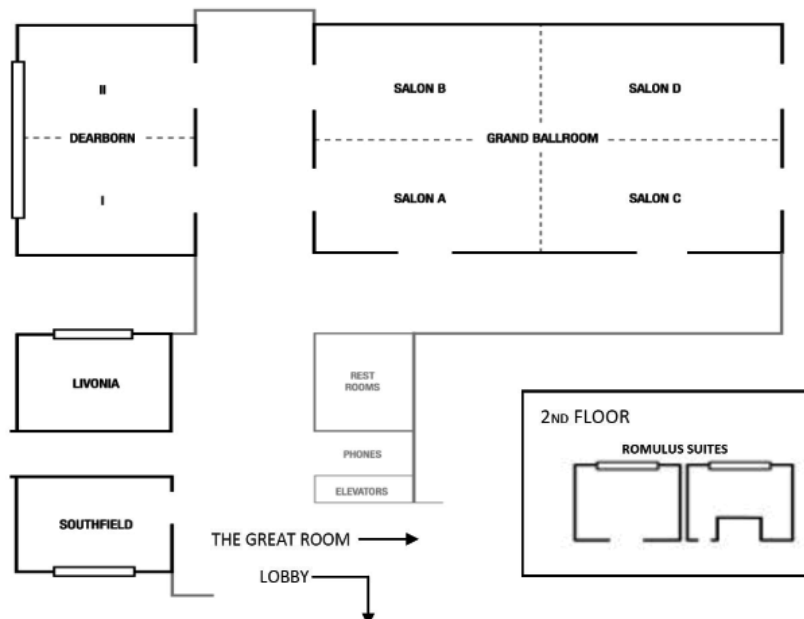 II
SALON B
SALON D
DEARBORN
GRAND BALLROOM
I
SALON A
SALON C
LIVONIA
REST
ROOMS
2ND FLOOR
ROMULUS SUITES
PHONES
ELEVATORS
SOUTHFIELD
THE GREAT ROOM
LOBBY